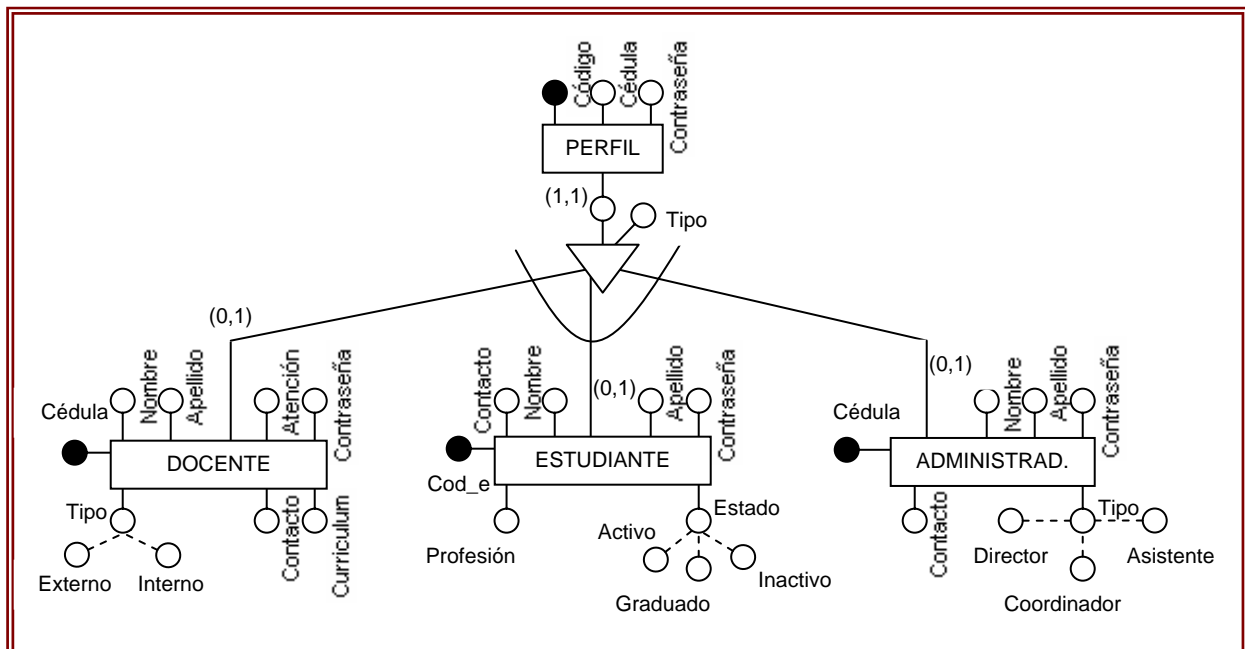 Código
Cédula
Contraseña
PERFIL
(1,1)
Tipo
(0,1)
(0,1)
(0,1)
Cédula
Nombre
Apellido
Atención
Contraseña
DOCENTE
Tipo
Contacto
Curriculum
Externo
Interno
Contacto
Nombre
Apellido
Contraseña
ESTUDIANTE
Cod_e
Profesión
Estado
Activo
Graduado
Inactivo
Cédula
Nombre
Apellido
Contraseña
ADMINISTRAD.
Contacto
Tipo
Director
Asistente
Coordinador